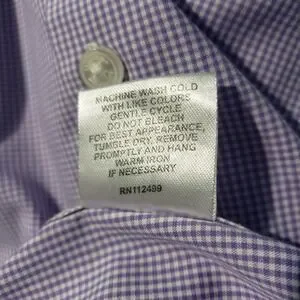 MACHINE WASH COLD
WITH LIKE COLORS
GENTLE CYCLE
DO NOT BLEACH
FOR BEST APPEARANCE,
TUMBLE DRY, REMOVE
PROMPTLY AND HANG
WARM IRON
IF NECESSARY
RN112499